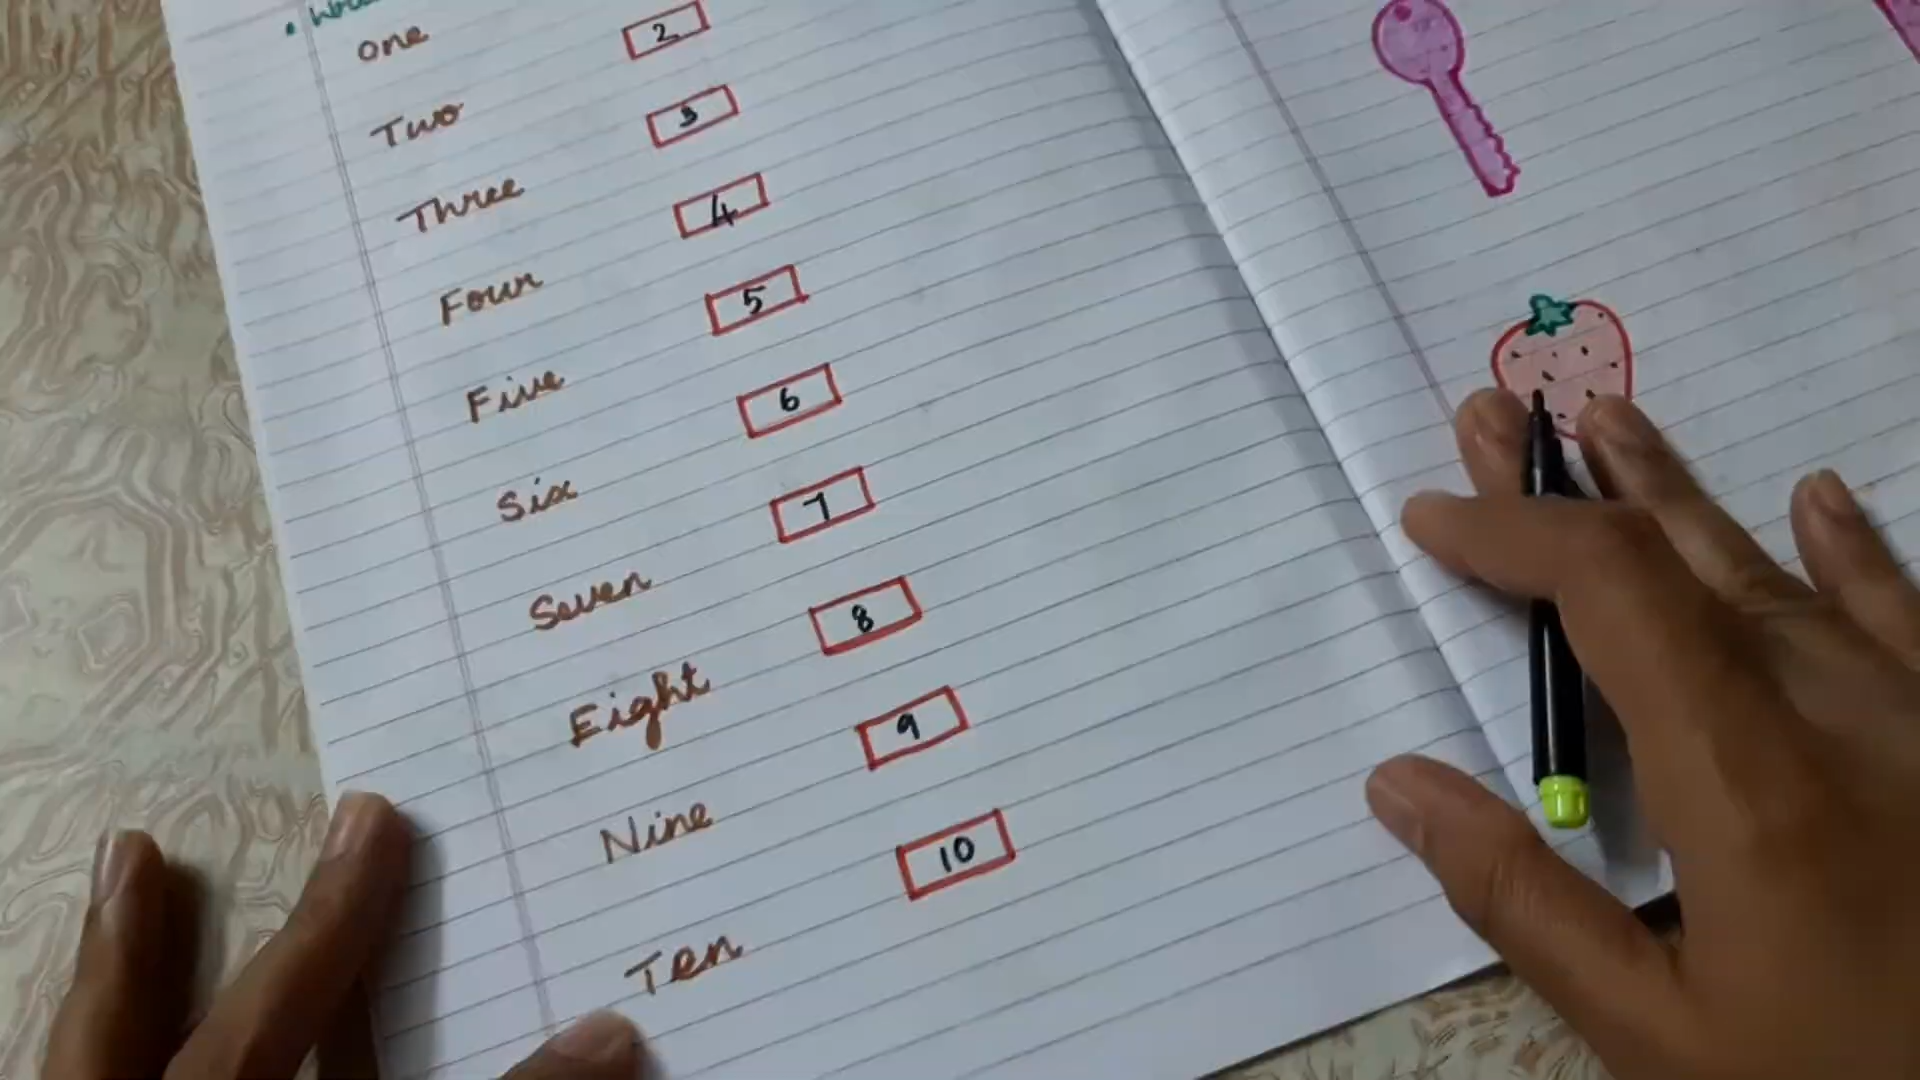 one 2
Two 3
Three 4
Four 5
Five 6
Six 7
Seven 8
Eight 9
Nine 10
Ten